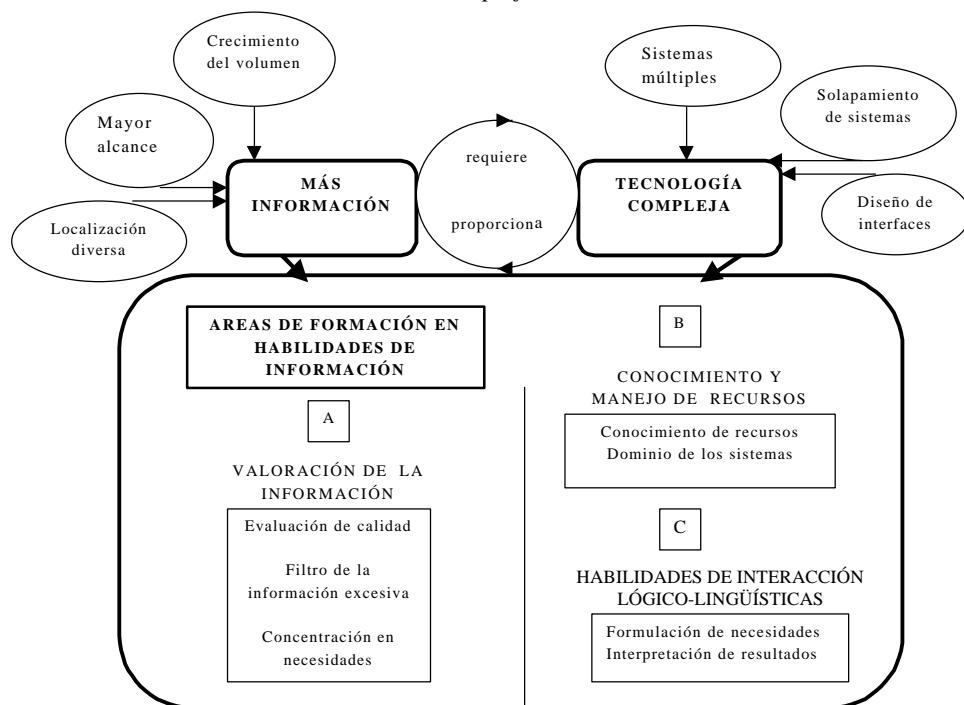 Crecimiento
del volumen
Sistemas
múltiples
Mayor
alcance
Solapamiento
de sistemas
requiere
proporciona
MÁS
INFORMACIÓN
TECNOLOGÍA
COMPLEJA
Localización
diversa
Diseño de
interfaces
AREAS DE FORMACIÓN EN
HABILIDADES DE
INFORMACIÓN
A
VALORACIÓN DE LA
INFORMACIÓN
Evaluación de calidad
Filtro de la
información excesiva
Concentración en
necesidades
B
CONOCIMIENTO Y
MANEJO DE RECURSOS
Conocimiento de recursos
Dominio de los sistemas
C
HABILIDADES DE INTERACCIÓN
LÓGICO-LINGÜÍSTICAS
Formulación de necesidades
Interpretación de resultados